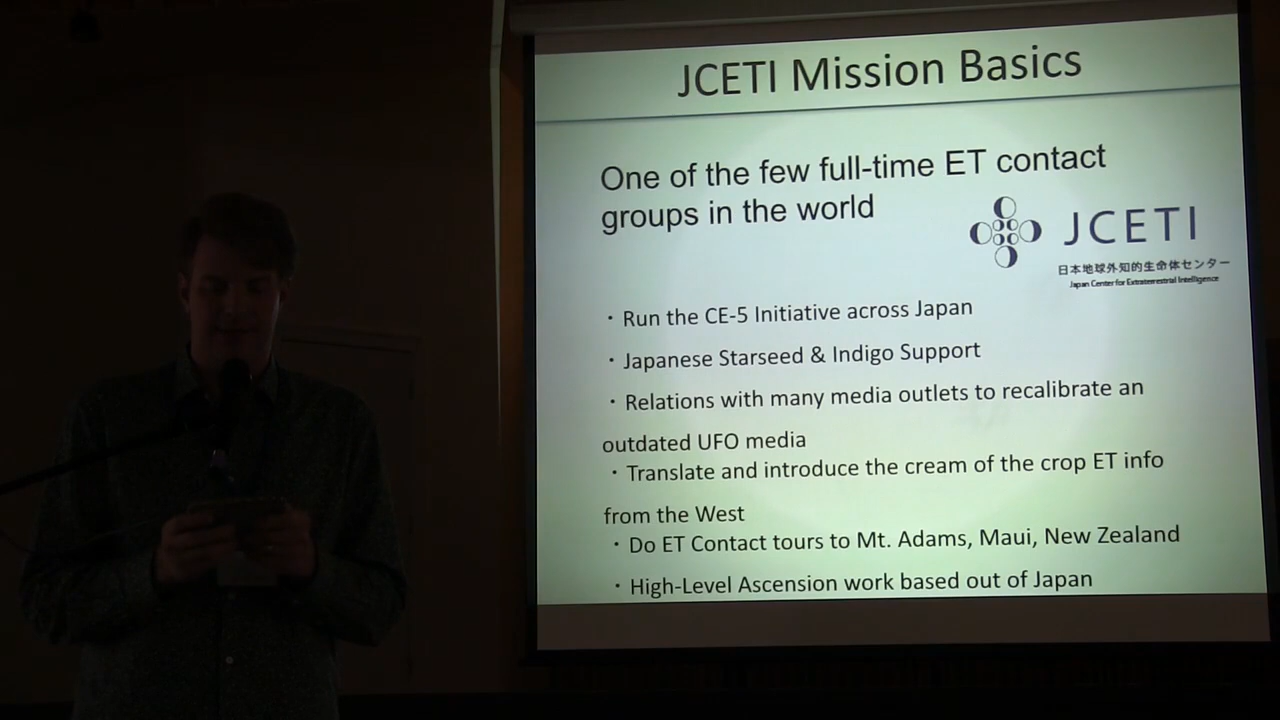 JCETI Mission Basics
One of the few full-time ET contact
groups in the world
JCETI
日本地球外知的生命体センター
Japan Center for Extraterrestrial Intelligence
・Run the CE-5 Initiative across Japan
・Japanese Starseed & Indigo Support
・Relations with many media outlets to recalibrate an
outdated UFO media
・Translate and introduce the cream of the crop ET info
from the West
・Do ET Contact tours to Mt. Adams, Maui, New Zealand
・High-Level Ascension work based out of Japan